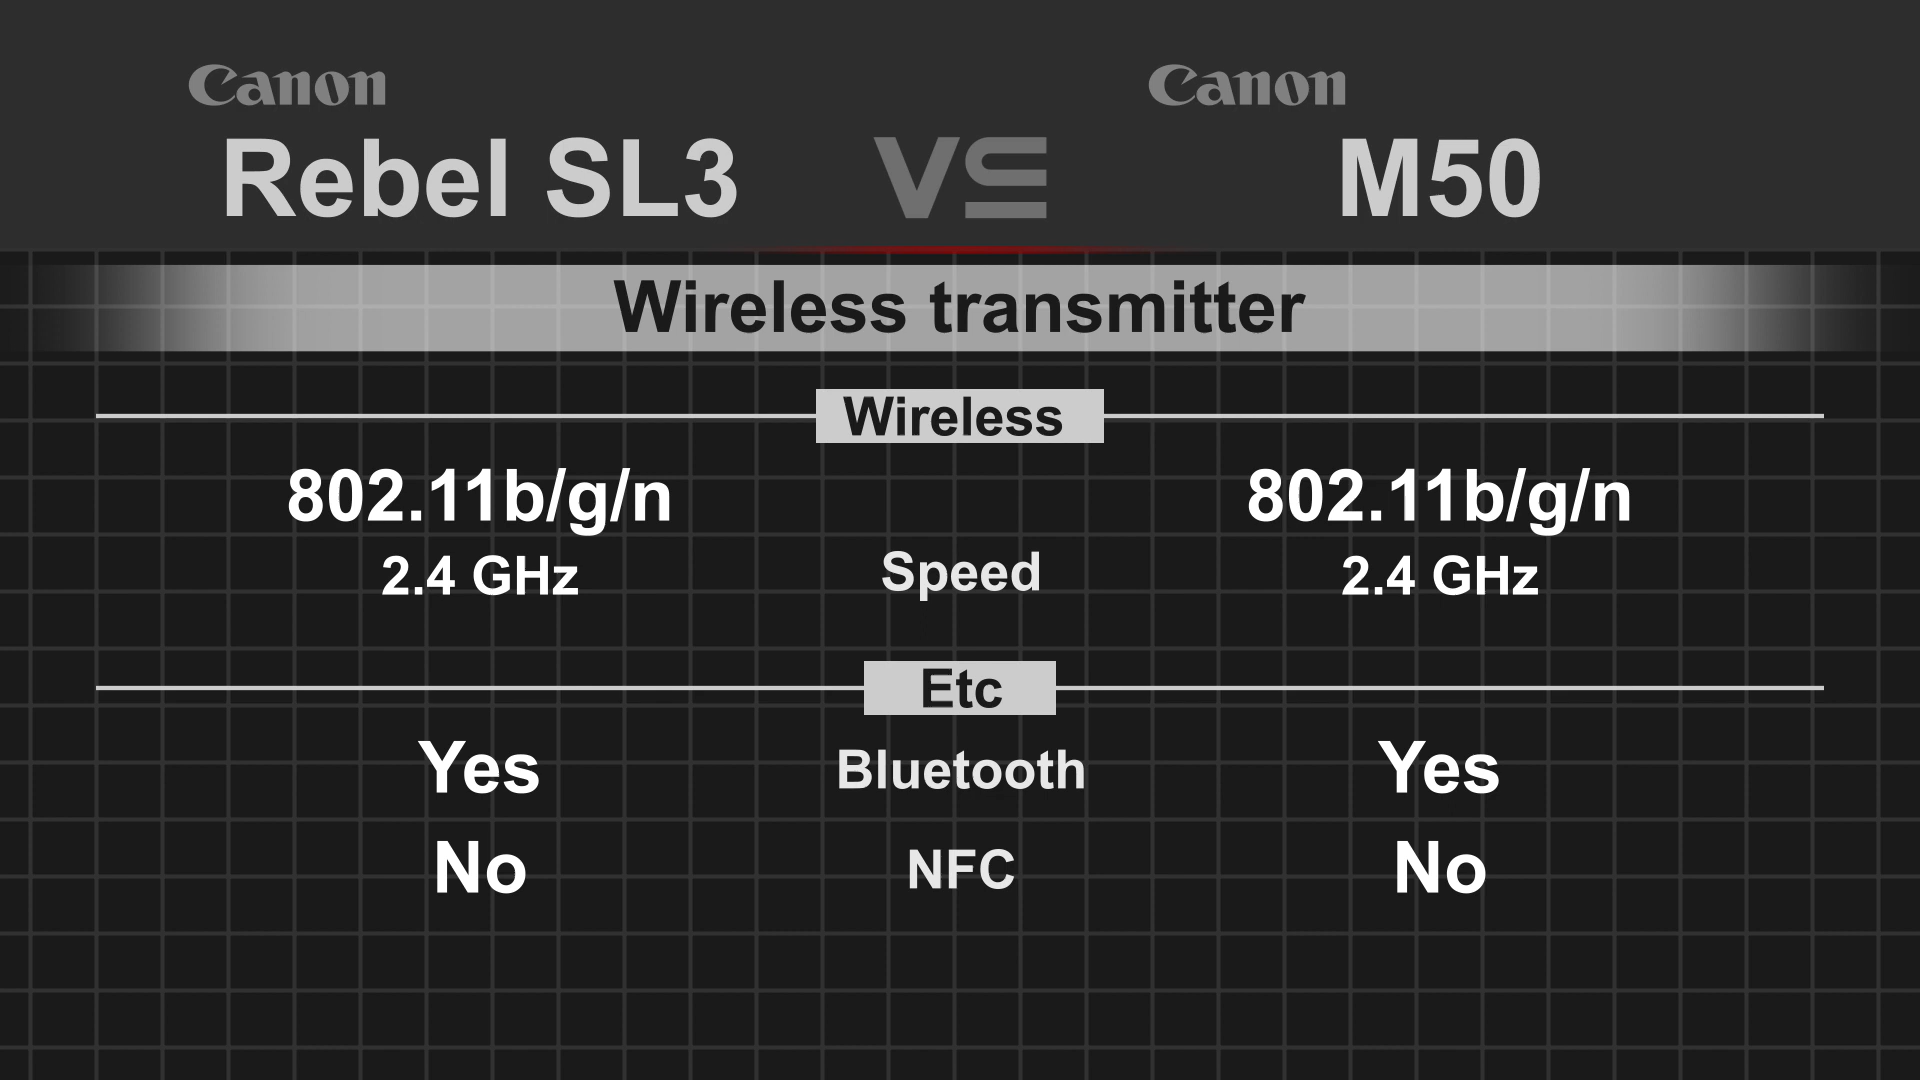 Canon Canon
Rebel SL3 VS M50
Wireless transmitter
Wireless
802.11b/g/n 802.11b/g/n
2.4 GHz Speed 2.4 GHz
Etc
Yes Bluetooth Yes
No NFC No